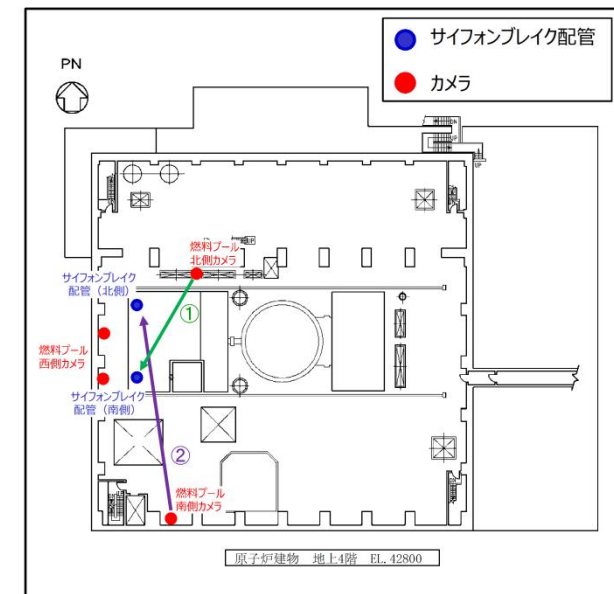 サイフォンブレイク配管
カメラ
PN
DN
UP
UP
燃料プール
北側カメラ
サイフォンブレイク
配管（北側）
①
燃料プール
西側カメラ
サイフォンブレイク
配管（南側）
②
燃料プール
南側カメラ
原子炉建物 地上4階 EL.42800